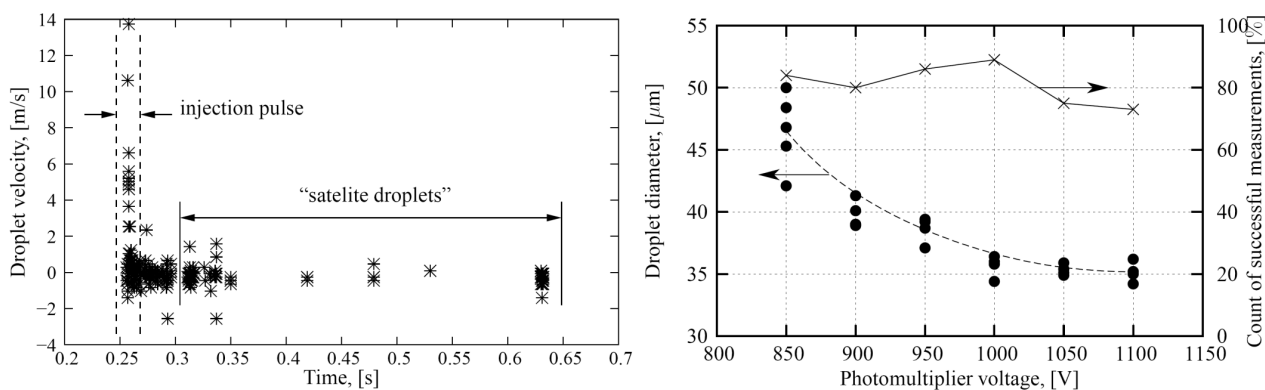 Droplet velocity, [m/s]
14
12
10
8
6
4
2
0
−2
−4
injection pulse
“satelite droplets”
0.2 0.25 0.3 0.35 0.4 0.45 0.5 0.55 0.6 0.65 0.7
Time, [s]
Droplet diameter, [μm]
55
50
45
40
35
30
100
80
60
40
20
0
Count of successful measurements, [%]
800 850 900 950 1000 1050 1100 1150
Photomultiplier voltage, [V]